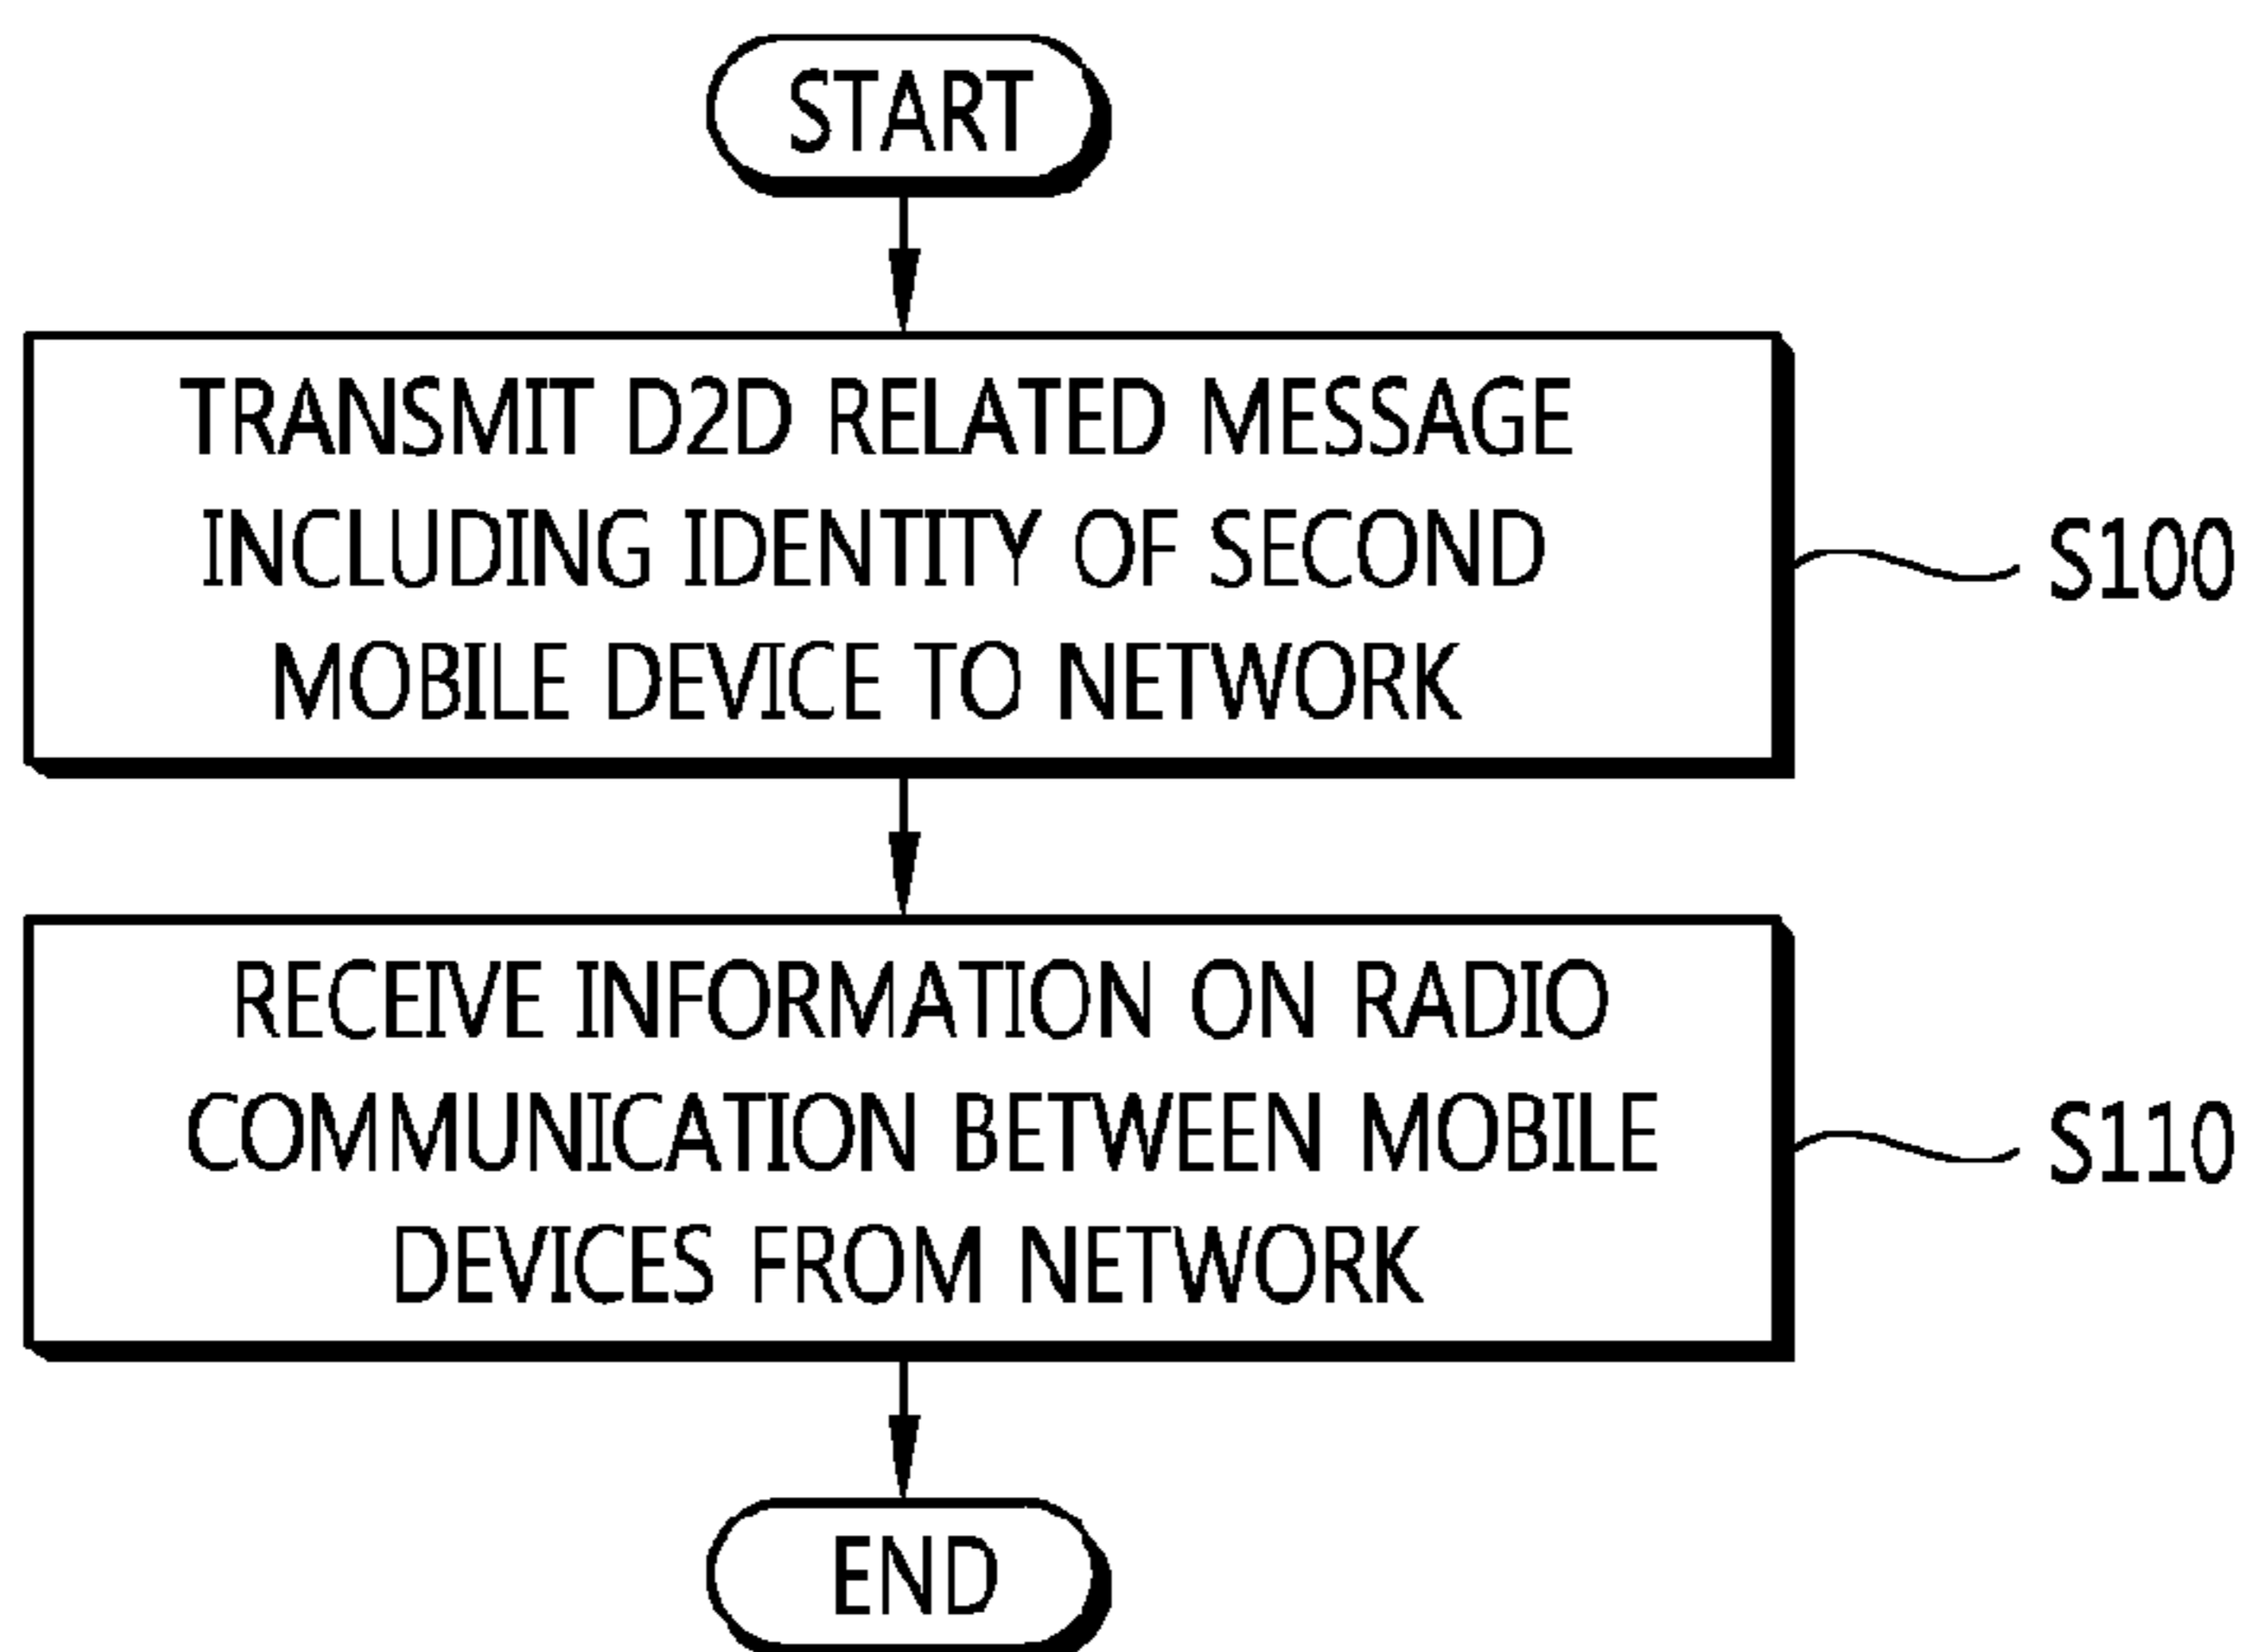 START
TRANSMIT D2D RELATED MESSAGE
INCLUDING IDENTITY OF SECOND
MOBILE DEVICE TO NETWORK
S100
RECEIVE INFORMATION ON RADIO
COMMUNICATION BETWEEN MOBILE
DEVICES FROM NETWORK
S110
END